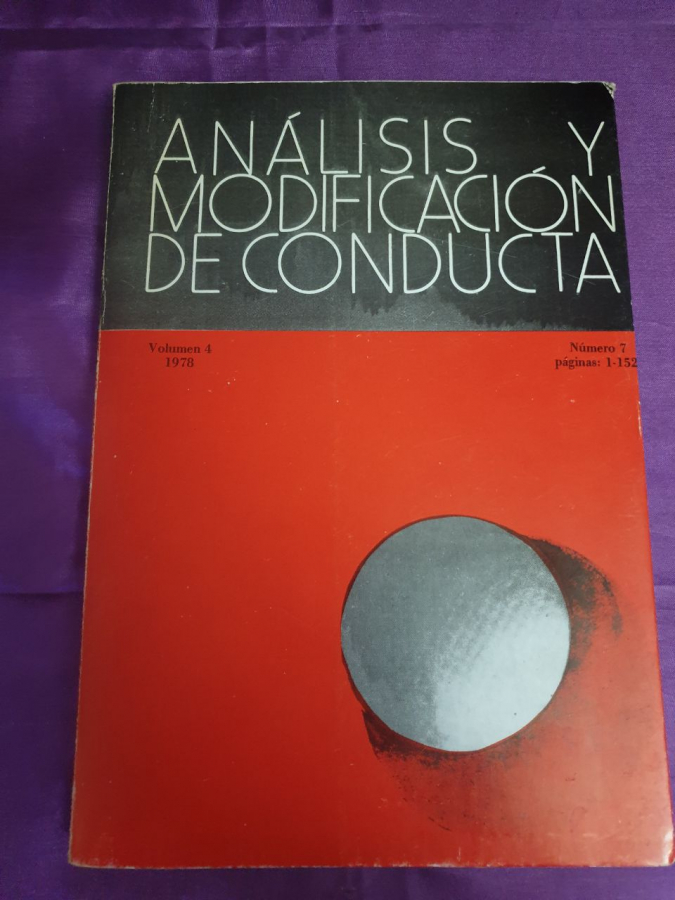 ANÁLISIS Y
MODIFICACIÓN
DE CONDUCTA
Volumen 4
1978
Número 7
páginas: 1-152